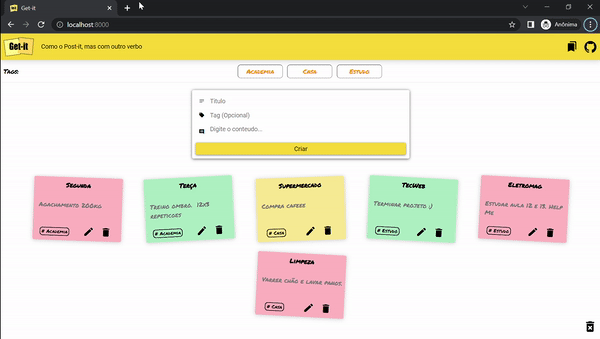 Get-it
localhost:8000
Anônima
Get-it
Como o Post-it, mas com outro verbo
Tags:
Academia
Casa
Estudo
Título
Tag (Opcional)
Digite o conteudo...
Criar
Segunda
Agachamento 200kg
# Academia
Terça
Treino ombro. 12x3
repeticoes
# Academia
Supermercado
Compra cafeee
# Casa
TecWeb
Terminar projeto ;)
# Estudo
Eletromag
Estudar aula 12 e 13. Help
Me
# Estudo
Limpeza
Varrer chão e lavar panos.
# Casa